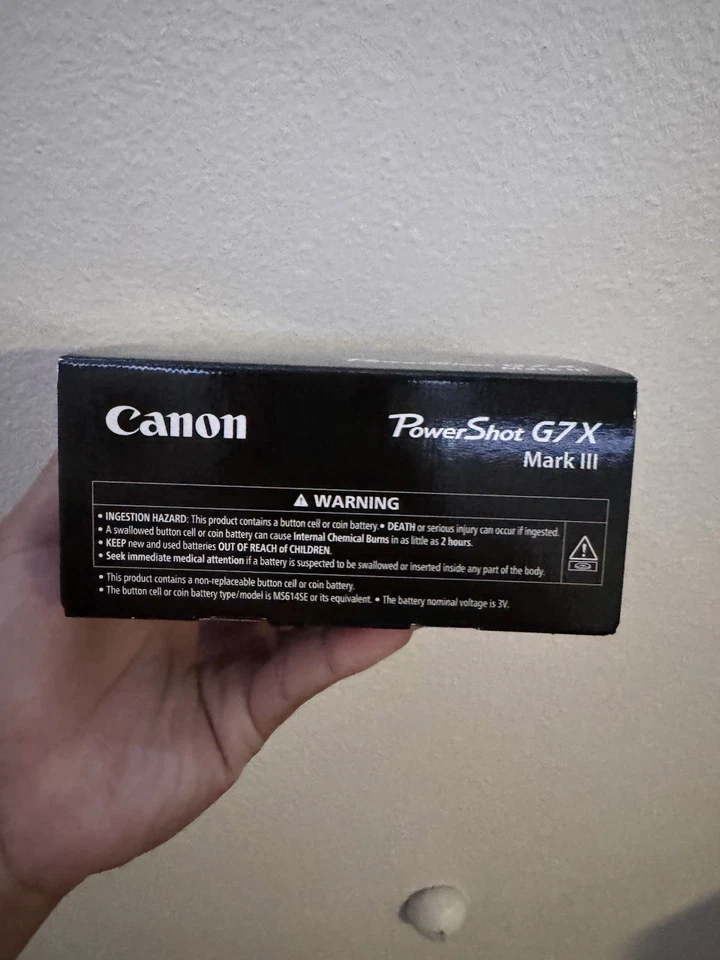 Canon
PowerShot G7 X
Mark III
WARNING
• INGESTION HAZARD: This product contains a button cell or coin battery. • DEATH or serious injury can occur if ingested.
• A swallowed button cell or coin battery can cause Internal Chemical Burns in as little as 2 hours.
• KEEP new and used batteries OUT OF REACH of CHILDREN.
• Seek immediate medical attention if a battery is suspected to be swallowed or inserted inside any part of the body.
• This product contains a non-replaceable button cell or coin battery.
• The button cell or coin battery type/model is MS614SE or its equivalent. • The battery nominal voltage is 3V.